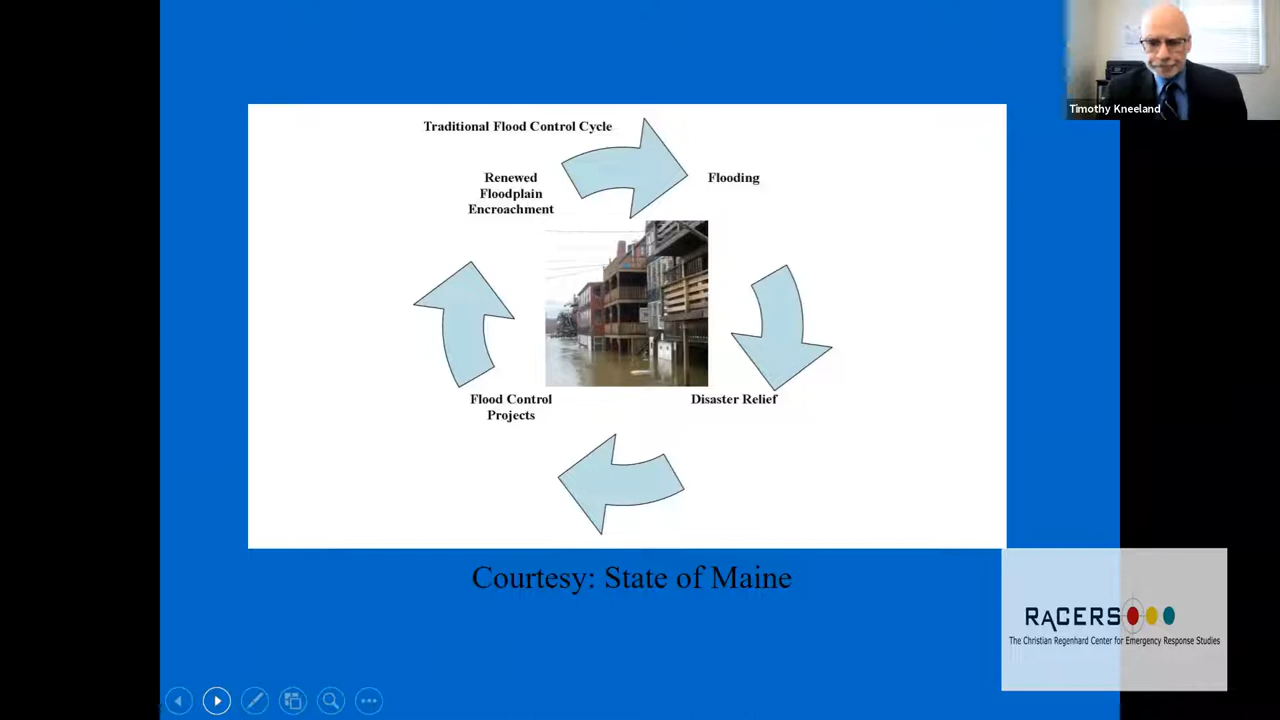 Timothy Kneeland
Traditional Flood Control Cycle
Renewed
Floodplain
Encroachment
Flooding
Flood Control
Projects
Disaster Relief
Courtesy: State of Maine
RaCERS
The Christian Regenhard Center for Emergency Response Studies